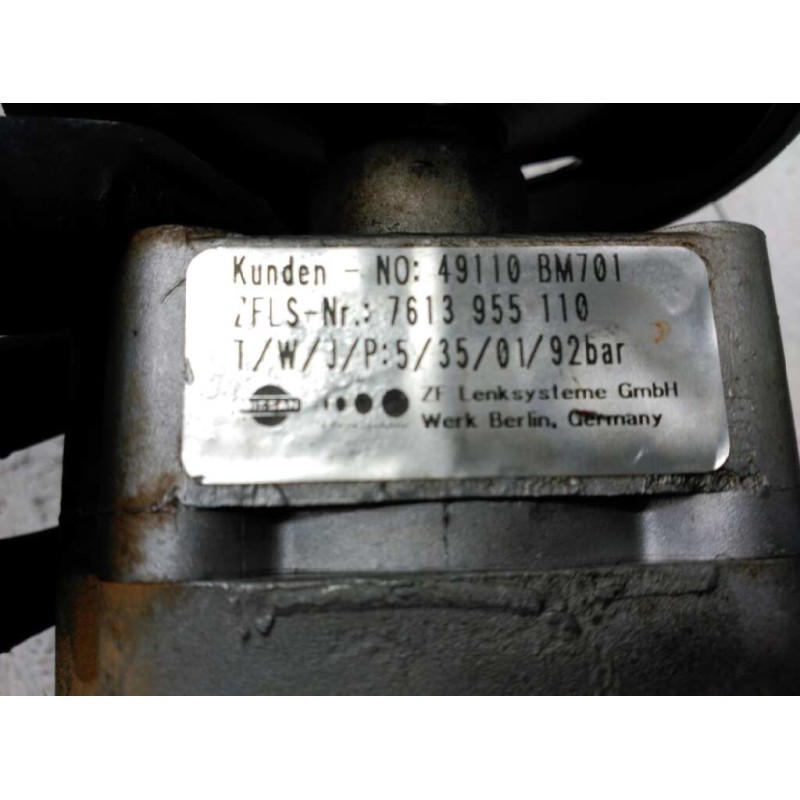 Kunden - NO: 49110 BM701
ZFLS-Nr.: 7613 955 110
T/W/J/P:5/35/01/92bar
NISSAN
ZF Lenksysteme GmbH
Werk Berlin, Germany